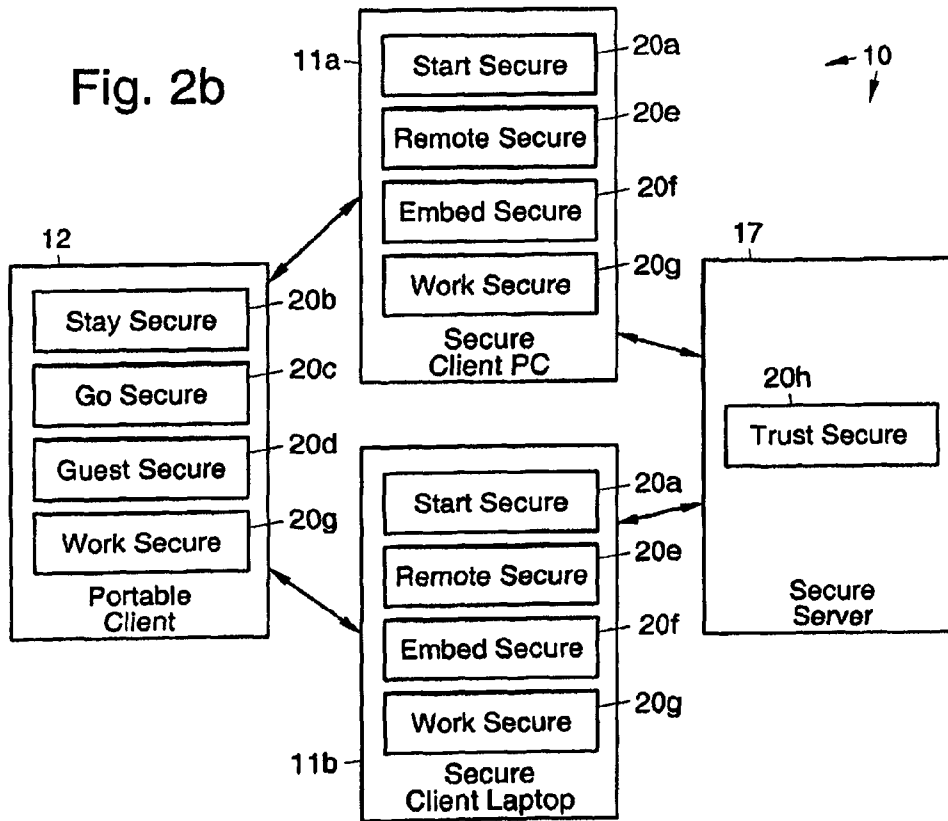 Fig. 2b
10
11a
Start Secure
20a
Remote Secure
20e
Embed Secure
20f
Work Secure
20g
Secure
Client PC
12
Stay Secure
20b
Go Secure
20c
Guest Secure
20d
Work Secure
20g
Portable
Client
17
20h
Trust Secure
Secure
Server
Start Secure
20a
Remote Secure
20e
Embed Secure
20f
Work Secure
20g
11b
Secure
Client Laptop